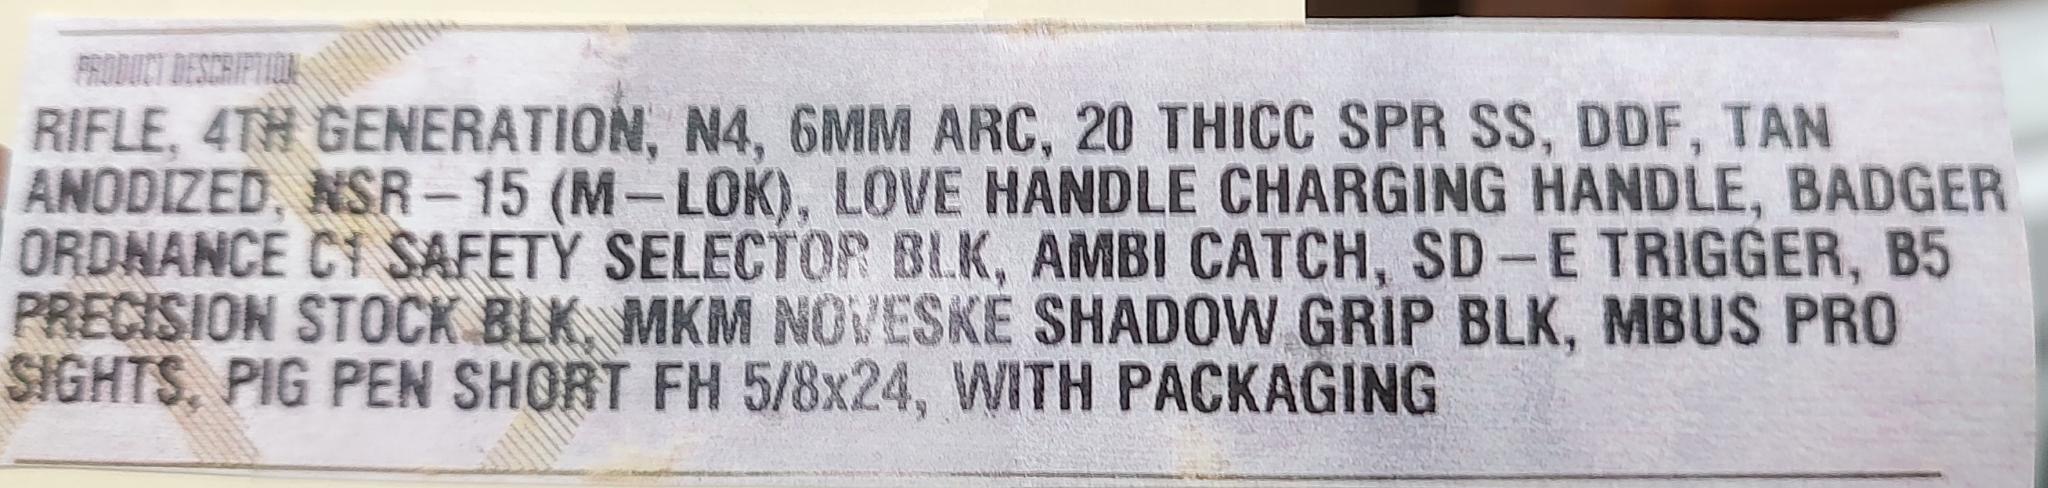 PRODUCT DESCRIPTION
RIFLE, 4TH GENERATION, N4, 6MM ARC, 20 THICC SPR SS, DDF, TAN
ANODIZED, NSR-15 (M-LOK), LOVE HANDLE CHARGING HANDLE, BADGER
ORDNANCE C1 SAFETY SELECTOR BLK, AMBI CATCH, SD-E TRIGGER, B5
PRECISION STOCK BLK, MKM NOVESKE SHADOW GRIP BLK, MBUS PRO
SIGHTS, PIG PEN SHORT FH 5/8x24, WITH PACKAGING